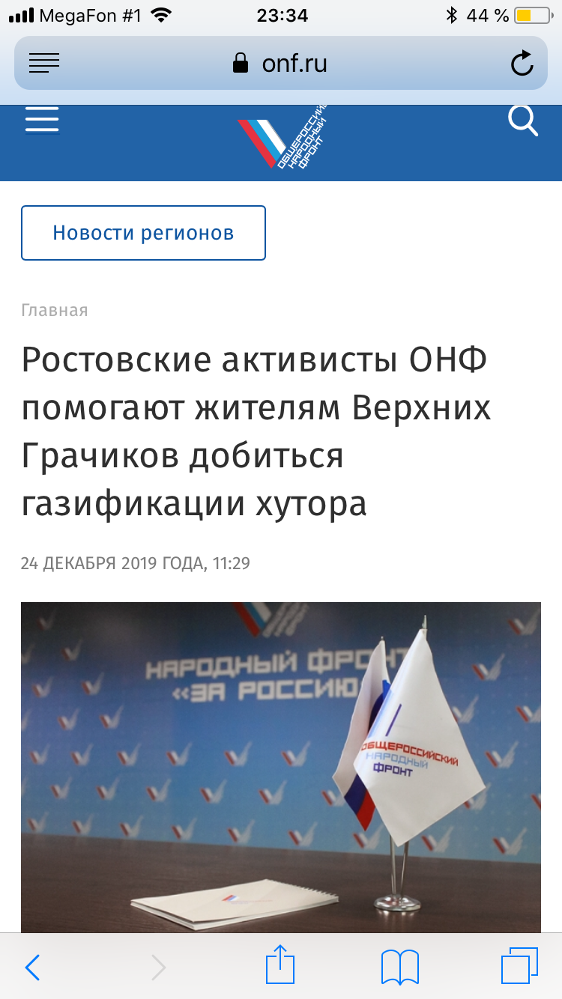 MegaFon #1 23:34 44 %
onf.ru
ОБЩЕРОССИЙСКИЙ
НАРОДНЫЙ
ФРОНТ
Новости регионов
Главная
Ростовские активисты ОНФ
помогают жителям Верхних
Грачиков добиться
газификации хутора
24 ДЕКАБРЯ 2019 ГОДА, 11:29
НАРОДНЫЙ ФРОНТ
«ЗА РОССИЮ
ОБЩЕРОССИЙСКИЙ
НАРОДНЫЙ
ФРОНТ